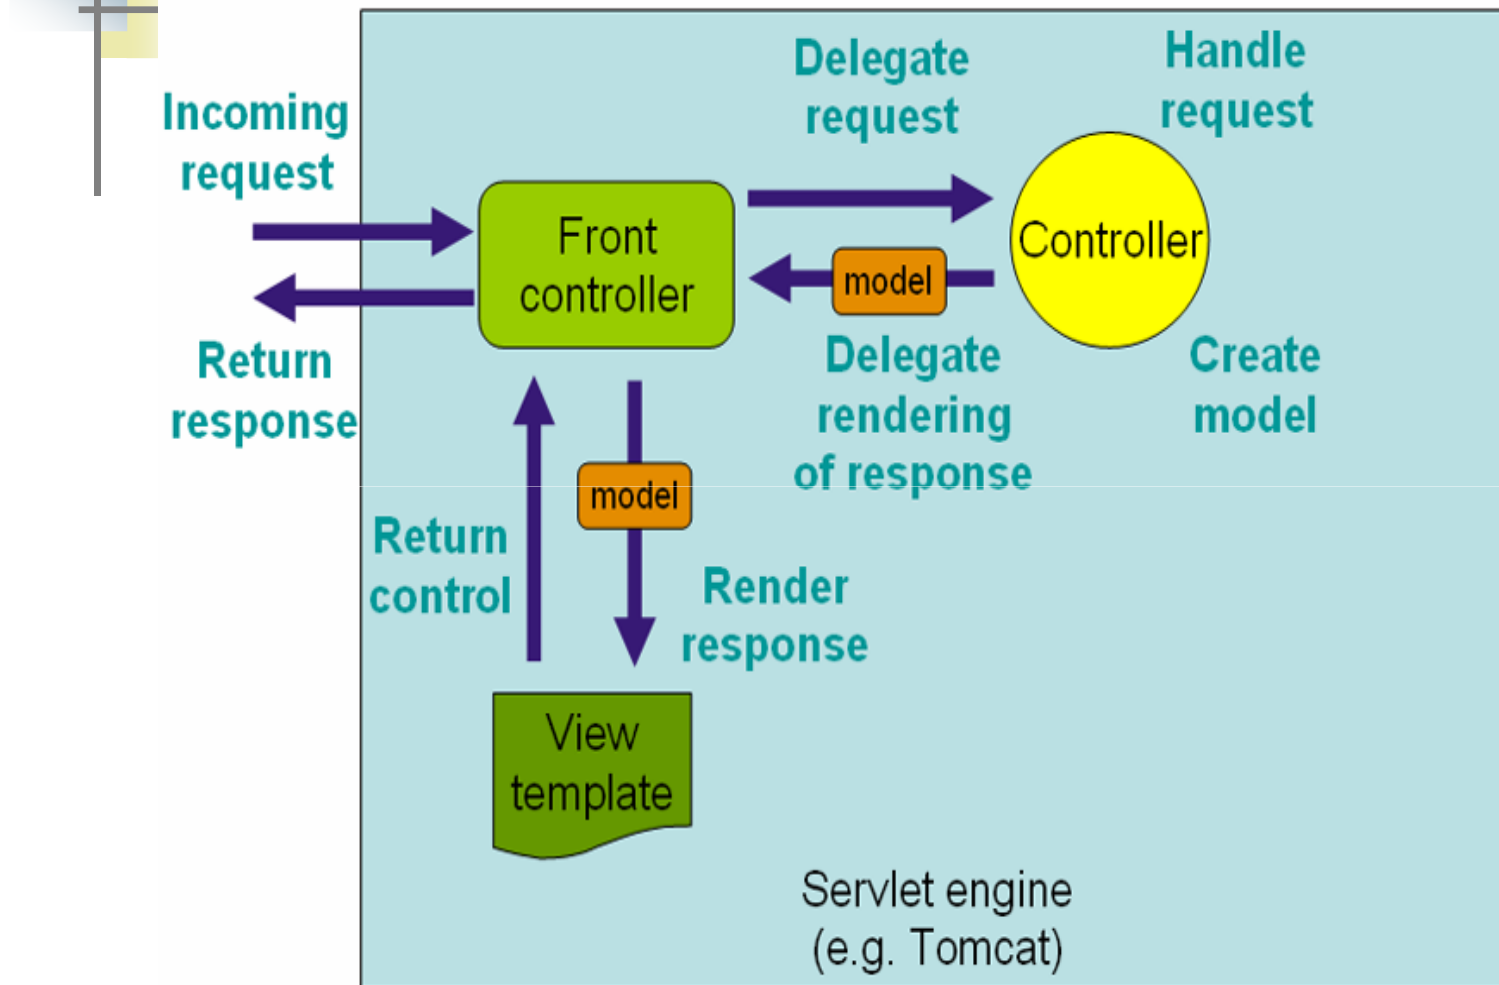 Incoming
request
Delegate
request
Handle
request
Front
controller
Controller
model
Return
response
Delegate
rendering
of response
Create
model
model
Return
control
Render
response
View
template
Servlet engine
(e.g. Tomcat)